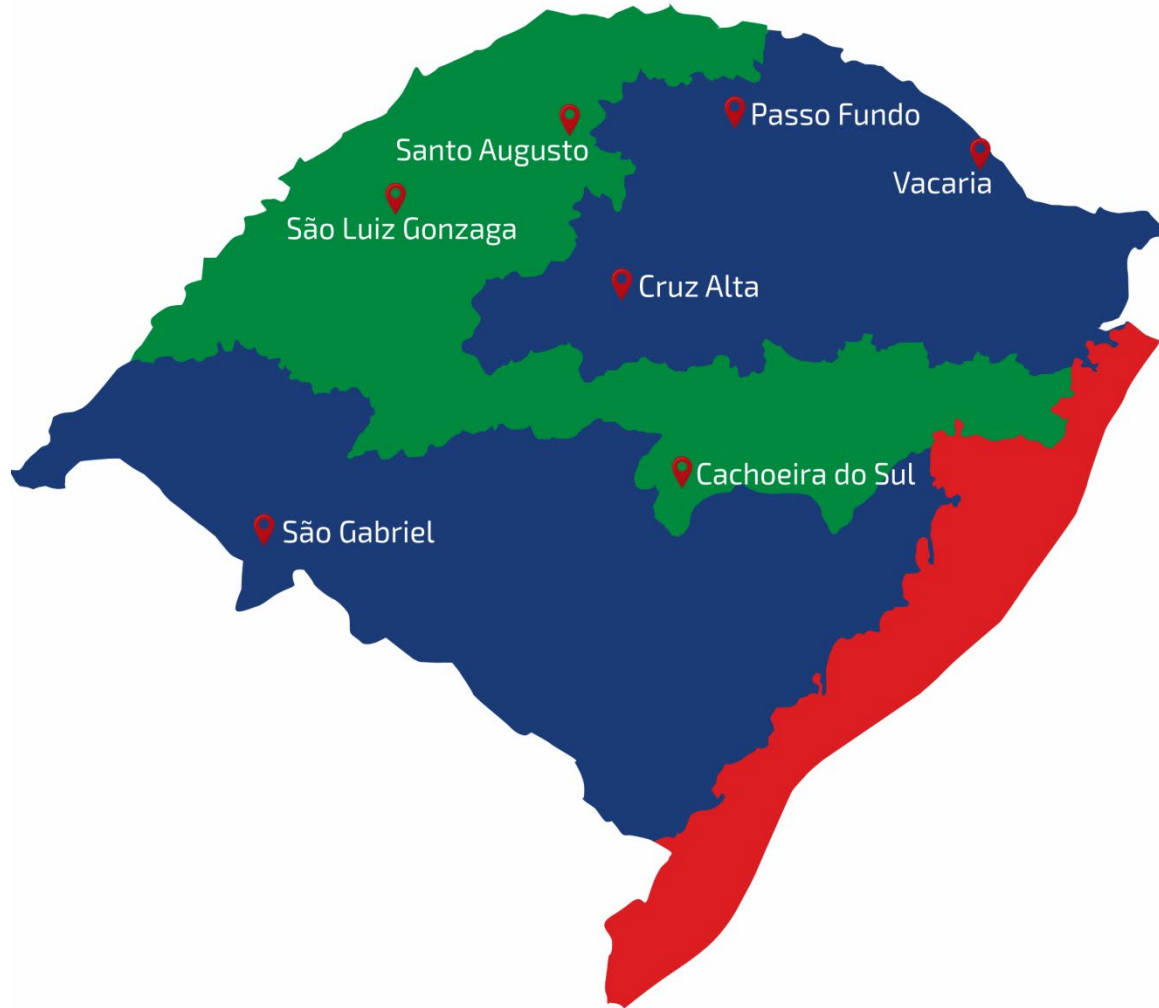 Passo Fundo
Santo Augusto
Vacaria
São Luiz Gonzaga
Cruz Alta
Cachoeira do Sul
São Gabriel